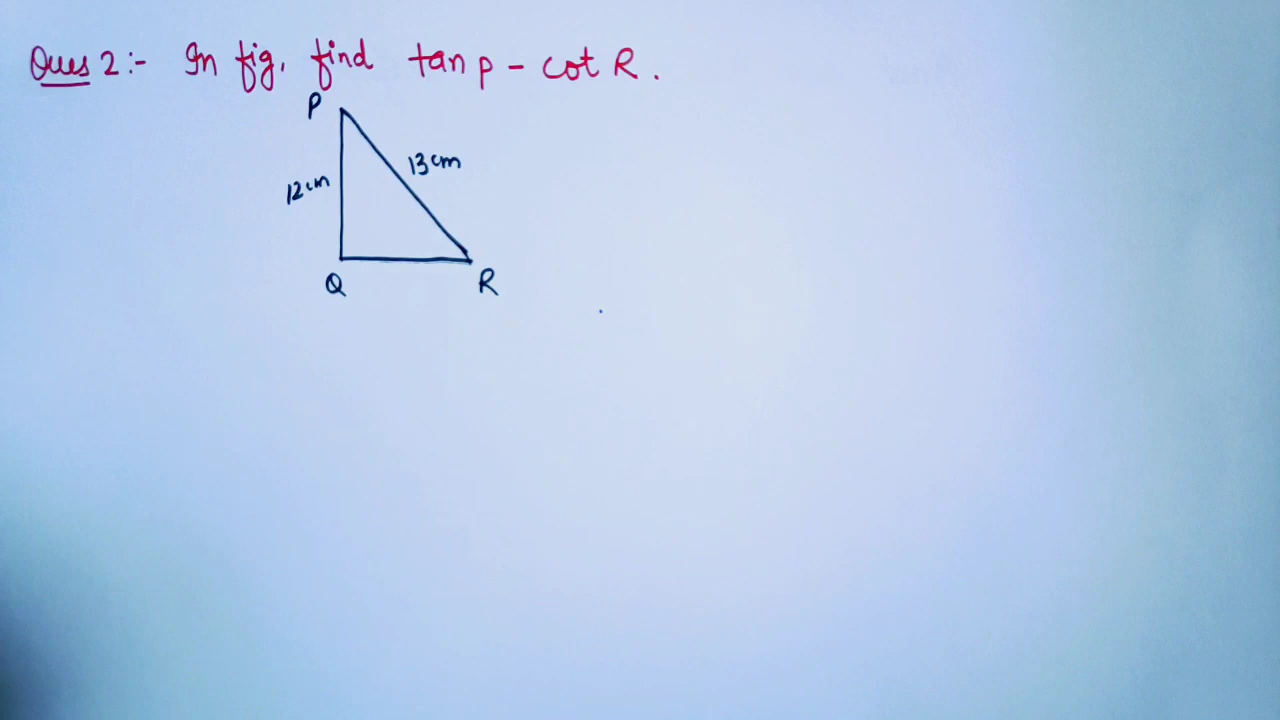 Ques 2:- In fig. find tan p - cot R.
P
13cm
12cm
Q
R